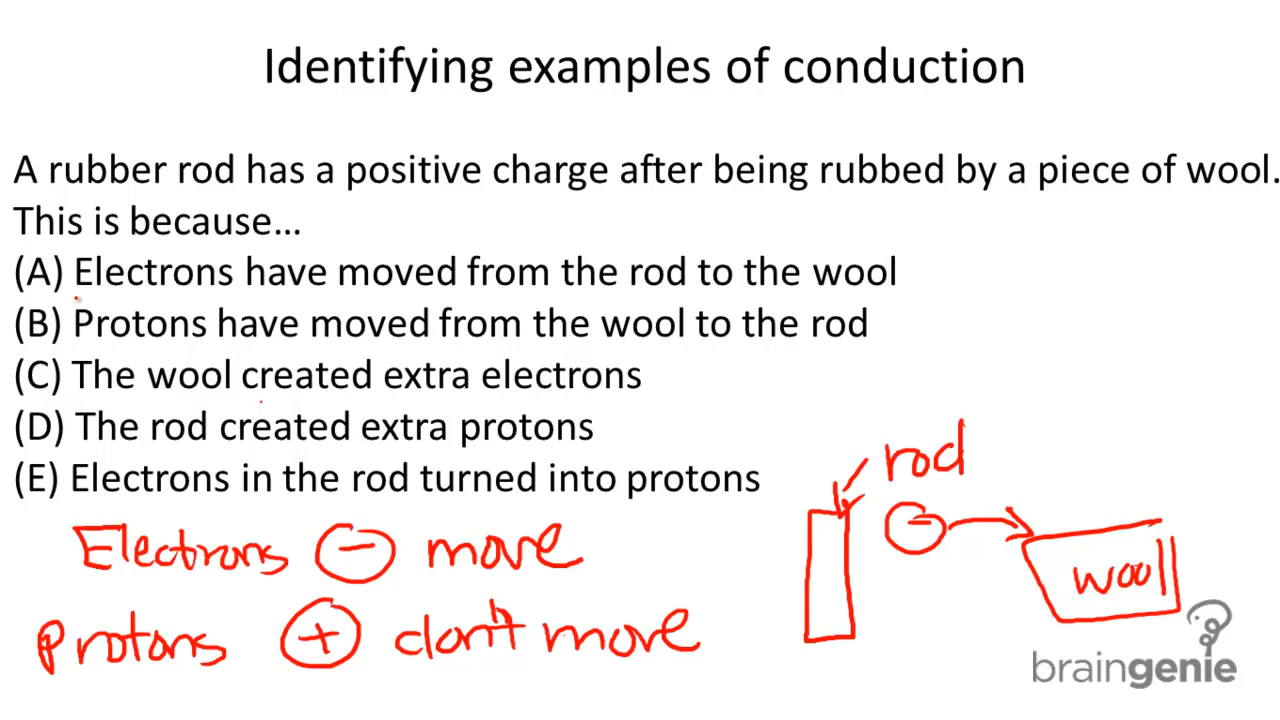 Identifying examples of conduction
A rubber rod has a positive charge after being rubbed by a piece of wool.
This is because...
(A) Electrons have moved from the rod to the wool
(B) Protons have moved from the wool to the rod
(C) The wool created extra electrons
(D) The rod created extra protons
(E) Electrons in the rod turned into protons
rod
Electrons − move
−
wool
Protons + don't move
braingenie